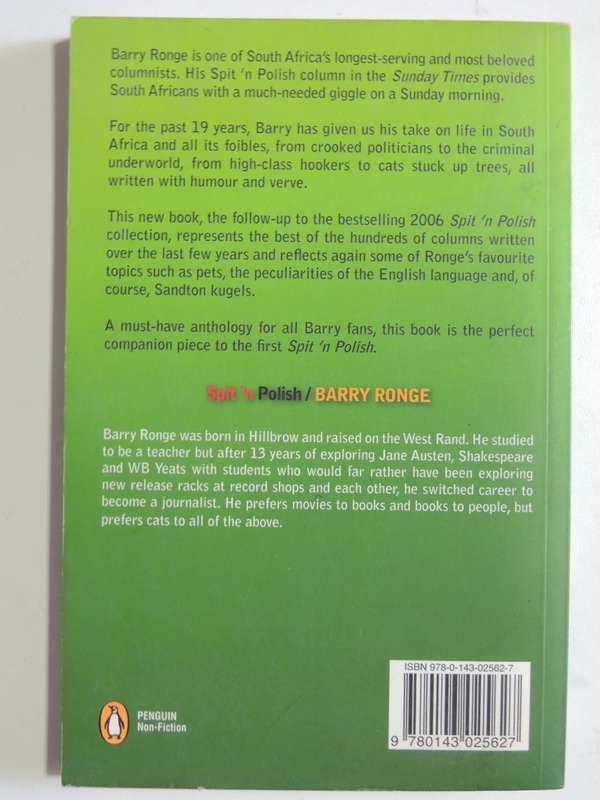 Barry Ronge is one of South Africa's longest-serving and most beloved
columnists. His Spit 'n Polish column in the Sunday Times provides
South Africans with a much-needed giggle on a Sunday morning.
For the past 19 years, Barry has given us his take on life in South
Africa and all its foibles, from crooked politicians to the criminal
underworld, from high-class hookers to cats stuck up trees, all
written with humour and verve.
This new book, the follow-up to the bestselling 2006 Spit 'n Polish
collection, represents the best of the hundreds of columns written
over the last few years and reflects again some of Ronge's favourite
topics such as pets, the peculiarities of the English language and, of
course, Sandton kugels.
A must-have anthology for all Barry fans, this book is the perfect
companion piece to the first Spit 'n Polish.
Spit 'n Polish / BARRY RONGE
Barry Ronge was born in Hillbrow and raised on the West Rand. He studied
to be a teacher but after 13 years of exploring Jane Austen, Shakespeare
and WB Yeats with students who would far rather have been exploring
new release racks at record shops and each other, he switched career to
become a journalist. He prefers movies to books and books to people, but
prefers cats to all of the above.
ISBN 978-0-143-02562-7
9 780143 025627
PENGUIN
Non-Fiction